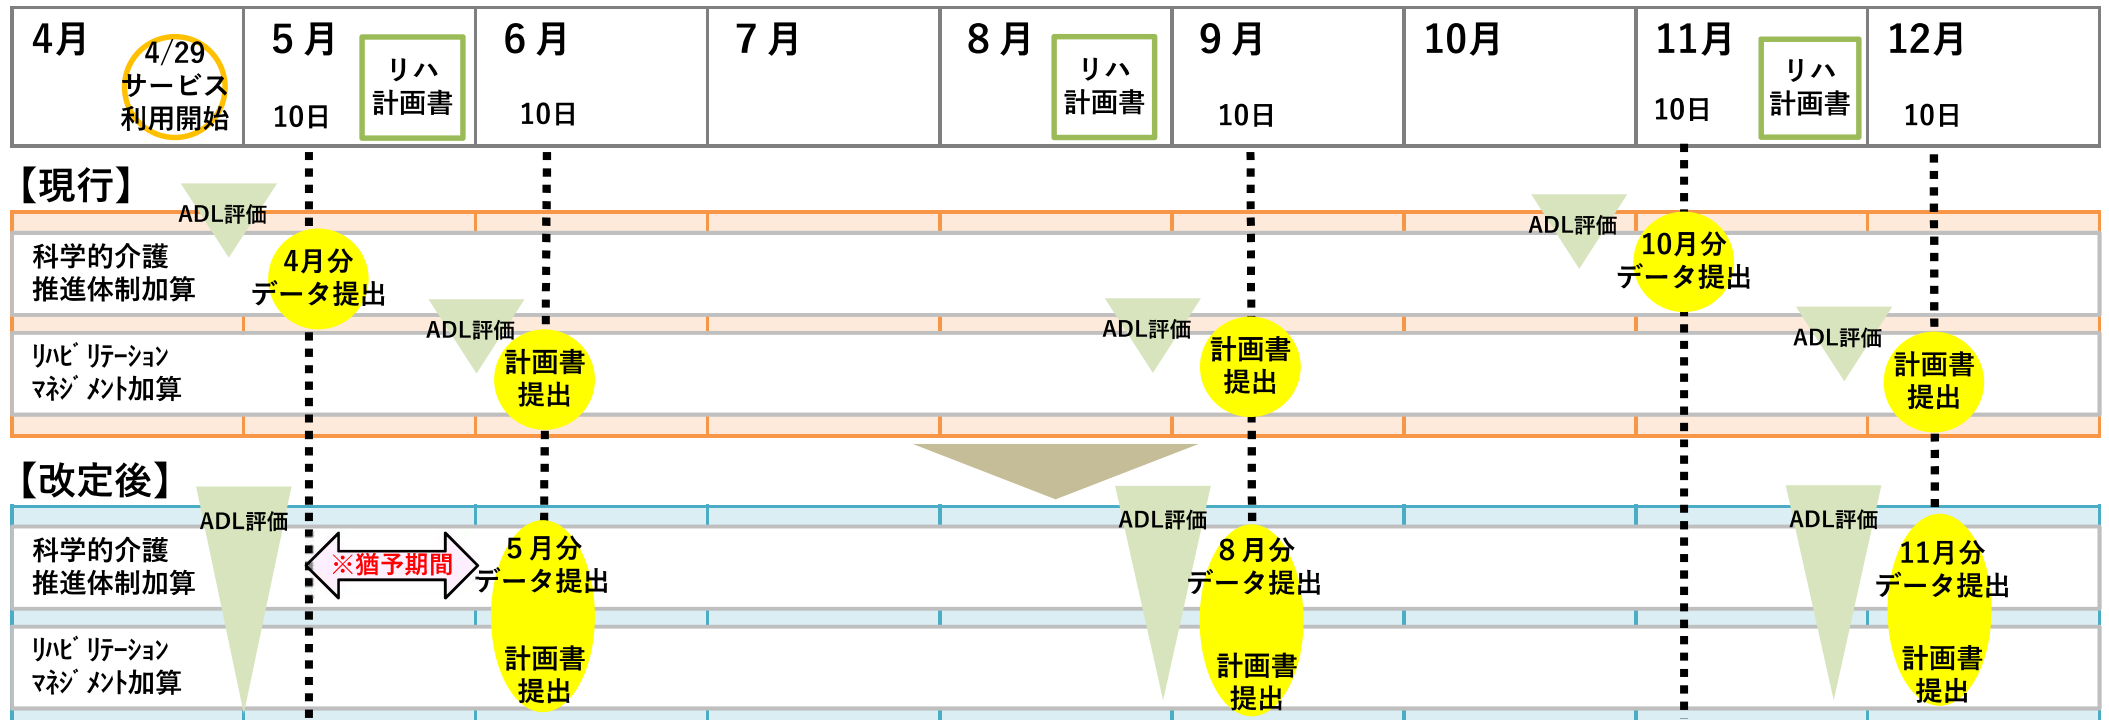 4月
4/29
サービス
利用開始
5月
10日
リハ
計画書
6月
10日
7月
8月
リハ
計画書
9月
10日
10月
11月
10日
リハ
計画書
12月
10日
【現行】
ADL評価
科学的介護
推進体制加算
4月分
データ提出
ADL評価
10月分
データ提出
リハビリテーション
マネジメント加算
ADL評価
計画書
提出
ADL評価
計画書
提出
ADL評価
計画書
提出
【改定後】
ADL評価
科学的介護
推進体制加算
※猶予期間
5月分
データ提出
ADL評価
8月分
データ提出
ADL評価
11月分
データ提出
リハビリテーション
マネジメント加算
計画書
提出
計画書
提出
計画書
提出